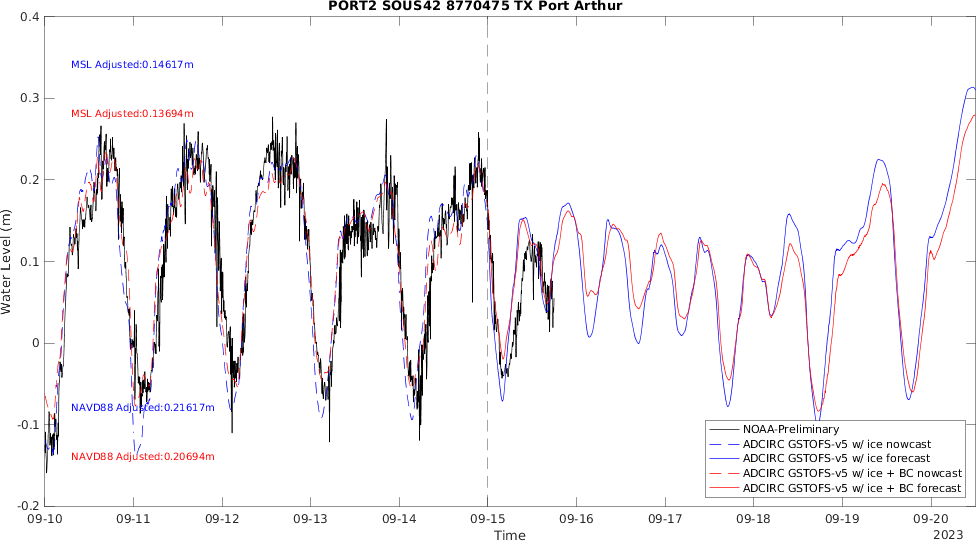 PORT2 SOUS42 8770475 TX Port Arthur
0.4
MSL Adjusted:0.14617m
0.3
MSL Adjusted:0.13694m
0.2
Water Level (m)
0.1
0
NAVD88 Adjusted:0.21617m
-0.1
NAVD88 Adjusted:0.20694m
-0.2
NOAA-Preliminary
ADCIRC GSTOFS-v5 w/ ice nowcast
ADCIRC GSTOFS-v5 w/ ice forecast
ADCIRC GSTOFS-v5 w/ ice + BC nowcast
ADCIRC GSTOFS-v5 w/ ice + BC forecast
09-10 09-11 09-12 09-13 09-14 09-15 09-16 09-17 09-18 09-19 09-20
Time
2023